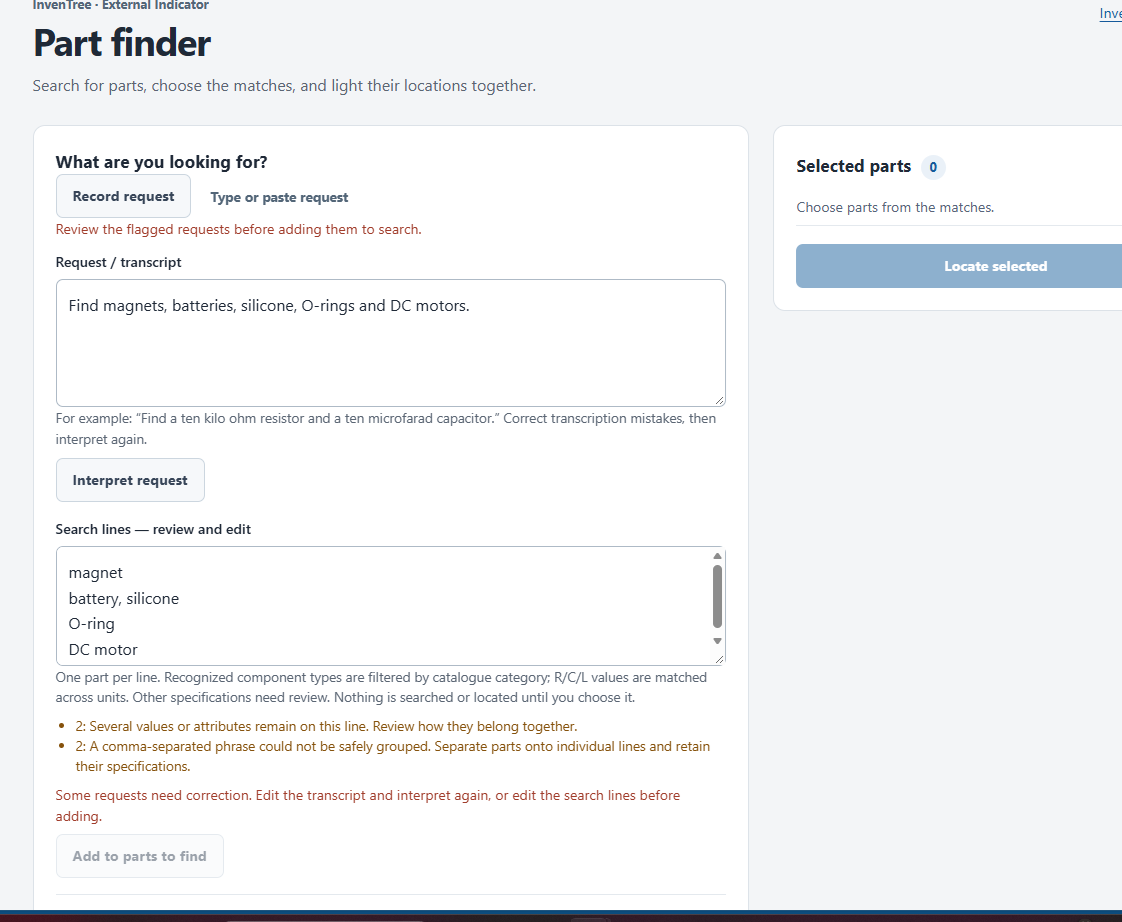 InvenTree · External Indicator
Part finder
Search for parts, choose the matches, and light their locations together.
What are you looking for?
Record request
Type or paste request
Review the flagged requests before adding them to search.
Request / transcript
Find magnets, batteries, silicone, O-rings and DC motors.
For example: “Find a ten kilo ohm resistor and a ten microfarad capacitor.” Correct transcription mistakes, then
interpret again.
Interpret request
Search lines — review and edit
magnet
battery, silicone
O-ring
DC motor
One part per line. Recognized component types are filtered by catalogue category; R/C/L values are matched
across units. Other specifications need review. Nothing is searched or located until you choose it.
2: Several values or attributes remain on this line. Review how they belong together.
2: A comma-separated phrase could not be safely grouped. Separate parts onto individual lines and retain
their specifications.
Some requests need correction. Edit the transcript and interpret again, or edit the search lines before
adding.
Add to parts to find
Inve
Selected parts 0
Choose parts from the matches.
Locate selected